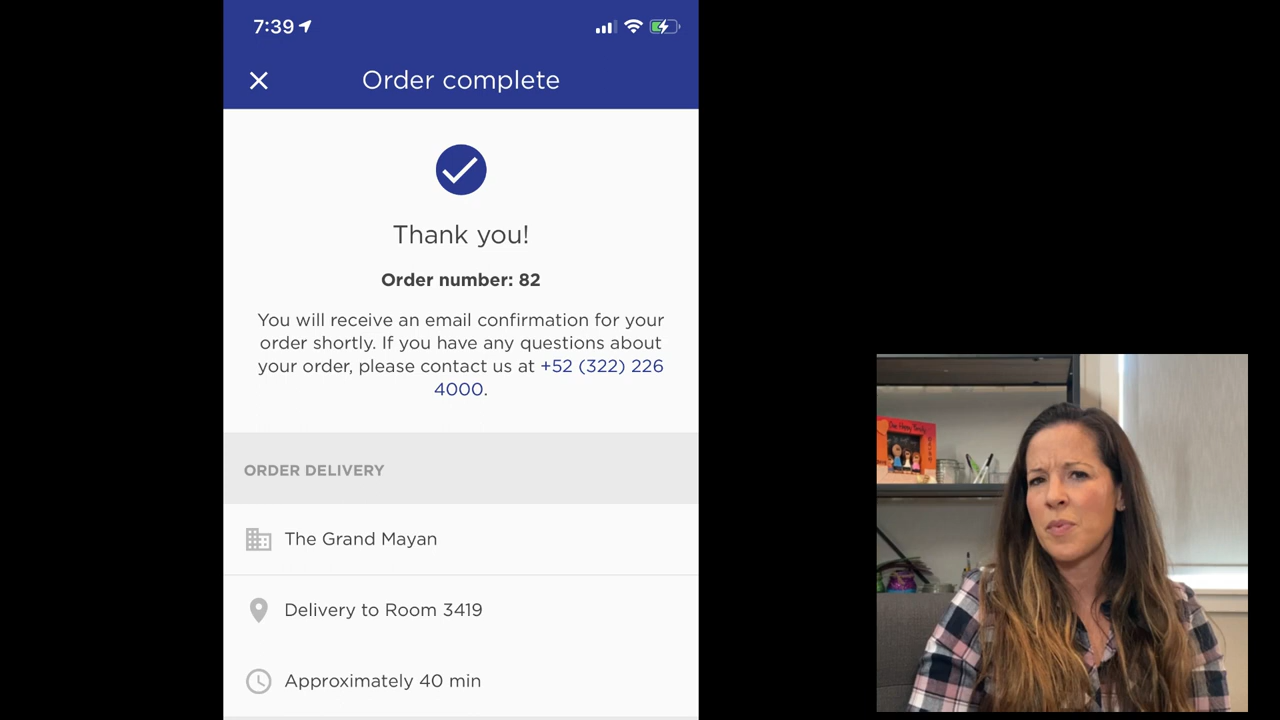 7:39
Order complete
Thank you!
Order number: 82
You will receive an email confirmation for your
order shortly. If you have any questions about
your order, please contact us at +52 (322) 226
4000.
ORDER DELIVERY
The Grand Mayan
Delivery to Room 3419
Approximately 40 min